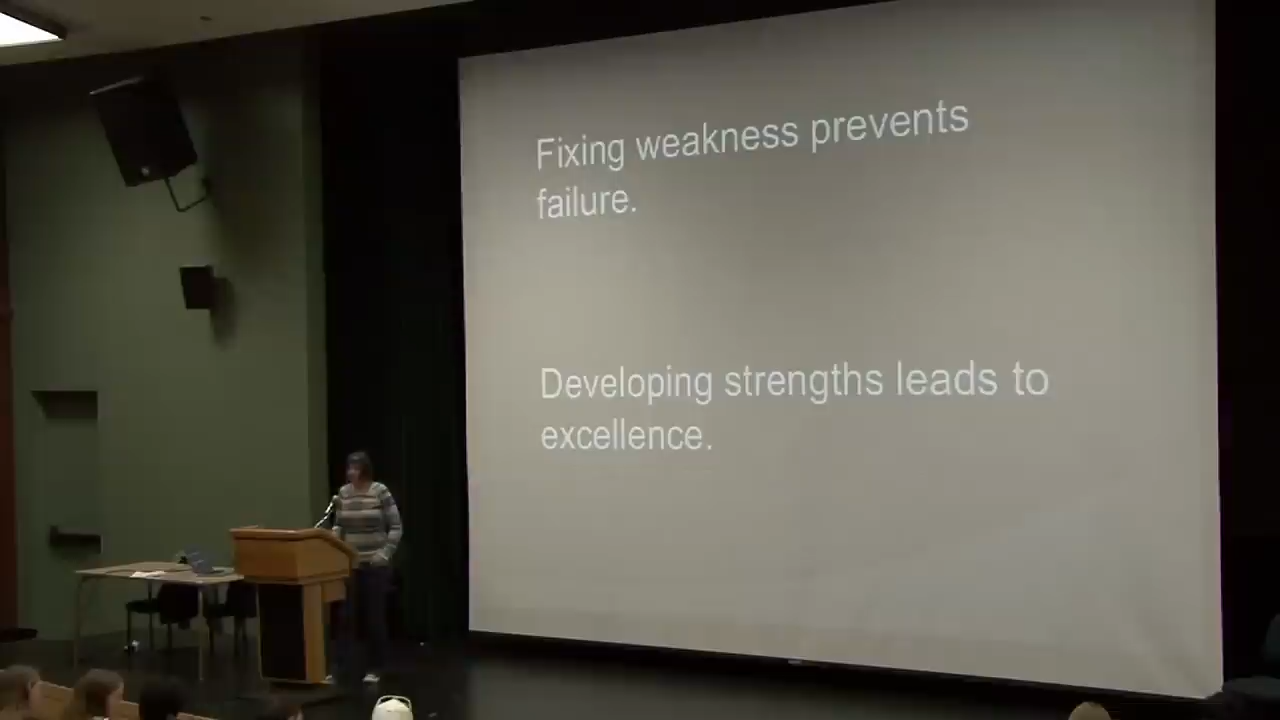 Fixing weakness prevents
failure.
Developing strengths leads to
excellence.